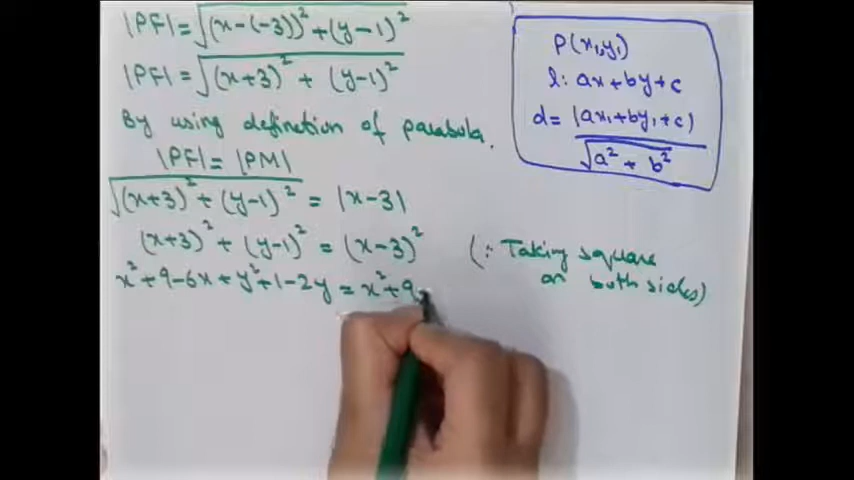 |PF| = √(x-(-3))² + (y-1)²
|PF| = √(x+3)² + (y-1)²
By using definition of parabola.
|PF| = |PM|
√(x+3)² + (y-1)² = |x-3|
(x+3)² + (y-1)² = (x-3)² (∵ Taking square on both sides)
x² + 9 - 6x + y² + 1 - 2y = x² + 9
P(x₁, y₁)
l: ax + by + c
d = |ax₁ + by₁ + c|
√a² + b²